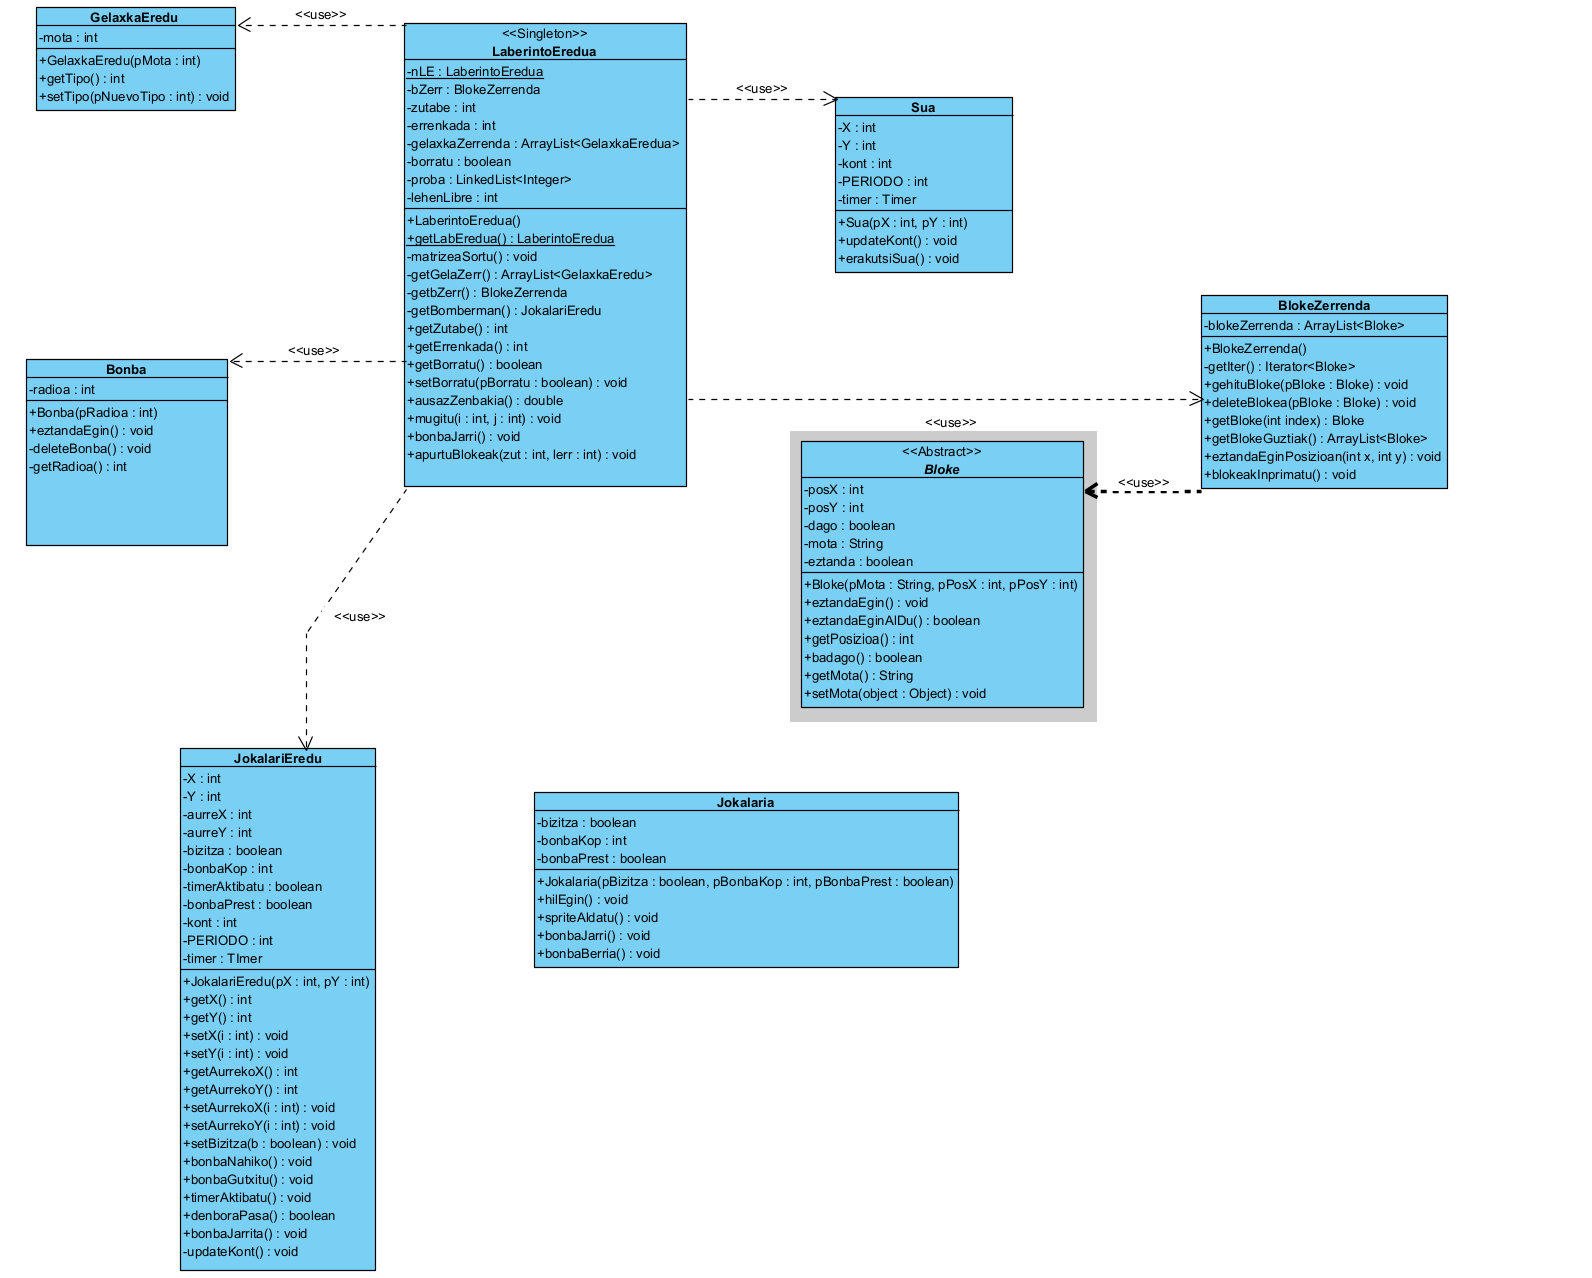 GelaxkaEredu
-mota : int
+GelaxkaEredu(pMota : int)
+getTipo() : int
+setTipo(pNuevoTipo : int) : void
<<use>>
<<Singleton>>
LaberintoEredua
-nLE : LaberintoEredua
-bZerr : BlokeZerrenda
-zutabe : int
-errenkada : int
-gelaxkaZerrenda : ArrayList<GelaxkaEredua>
-borratu : boolean
-proba : LinkedList<Integer>
-lehenLibre : int
+LaberintoEredua()
+getLabEredua() : LaberintoEredua
-matrizeaSortu() : void
-getGelaZerr() : ArrayList<GelaxkaEredu>
-getbZerr() : BlokeZerrenda
-getBomberman() : JokalariEredu
+getZutabe() : int
+getErrenkada() : int
+getBorratu() : boolean
+setBorratu(pBorratu : boolean) : void
+ausazZenbakia() : double
+mugitu(i : int, j : int) : void
+bonbaJarri() : void
+apurtuBlokeak(zut : int, lerr : int) : void
<<use>>
Sua
-X : int
-Y : int
-kont : int
-PERIODO : int
-timer : Timer
+Sua(pX : int, pY : int)
+updateKont() : void
+erakutsiSua() : void
BlokeZerrenda
-blokeZerrenda : ArrayList<Bloke>
+BlokeZerrenda()
-getIter() : Iterator<Bloke>
+gehituBloke(pBloke : Bloke) : void
+deleteBlokea(pBloke : Bloke) : void
+getBloke(int index) : Bloke
+getBlokeGuztiak() : ArrayList<Bloke>
+eztandaEginPosizioan(int x, int y) : void
+blokeakInprimatu() : void
<<use>>
Bonba
-radioa : int
+Bonba(pRadioa : int)
+eztandaEgin() : void
-deleteBonba() : void
-getRadioa() : int
<<use>>
<<Abstract>>
Bloke
-posX : int
-posY : int
-dago : boolean
-mota : String
-eztanda : boolean
+Bloke(pMota : String, pPosX : int, pPosY : int)
+eztandaEgin() : void
+eztandaEginAlDu() : boolean
+getPosizioa() : int
+badago() : boolean
+getMota() : String
+setMota(object : Object) : void
<<use>>
<<use>>
JokalariEredu
-X : int
-Y : int
-aurreX : int
-aurreY : int
-bizitza : boolean
-bonbaKop : int
-timerAktibatu : boolean
-bonbaPrest : boolean
-kont : int
-PERIODO : int
-timer : TImer
+JokalariEredu(pX : int, pY : int)
+getX() : int
+getY() : int
+setX(i : int) : void
+setY(i : int) : void
+getAurrekoX() : int
+getAurrekoY() : int
+setAurrekoX(i : int) : void
+setAurrekoY(i : int) : void
+setBizitza(b : boolean) : void
+bonbaNahiko() : void
+bonbaGutxitu() : void
+timerAktibatu() : void
+denboraPasa() : boolean
+bonbaJarrita() : void
-updateKont() : void
Jokalaria
-bizitza : boolean
-bonbaKop : int
-bonbaPrest : boolean
+Jokalaria(pBizitza : boolean, pBonbaKop : int, pBonbaPrest : boolean)
+hilEgin() : void
+spriteAldatu() : void
+bonbaJarri() : void
+bonbaBerria() : void